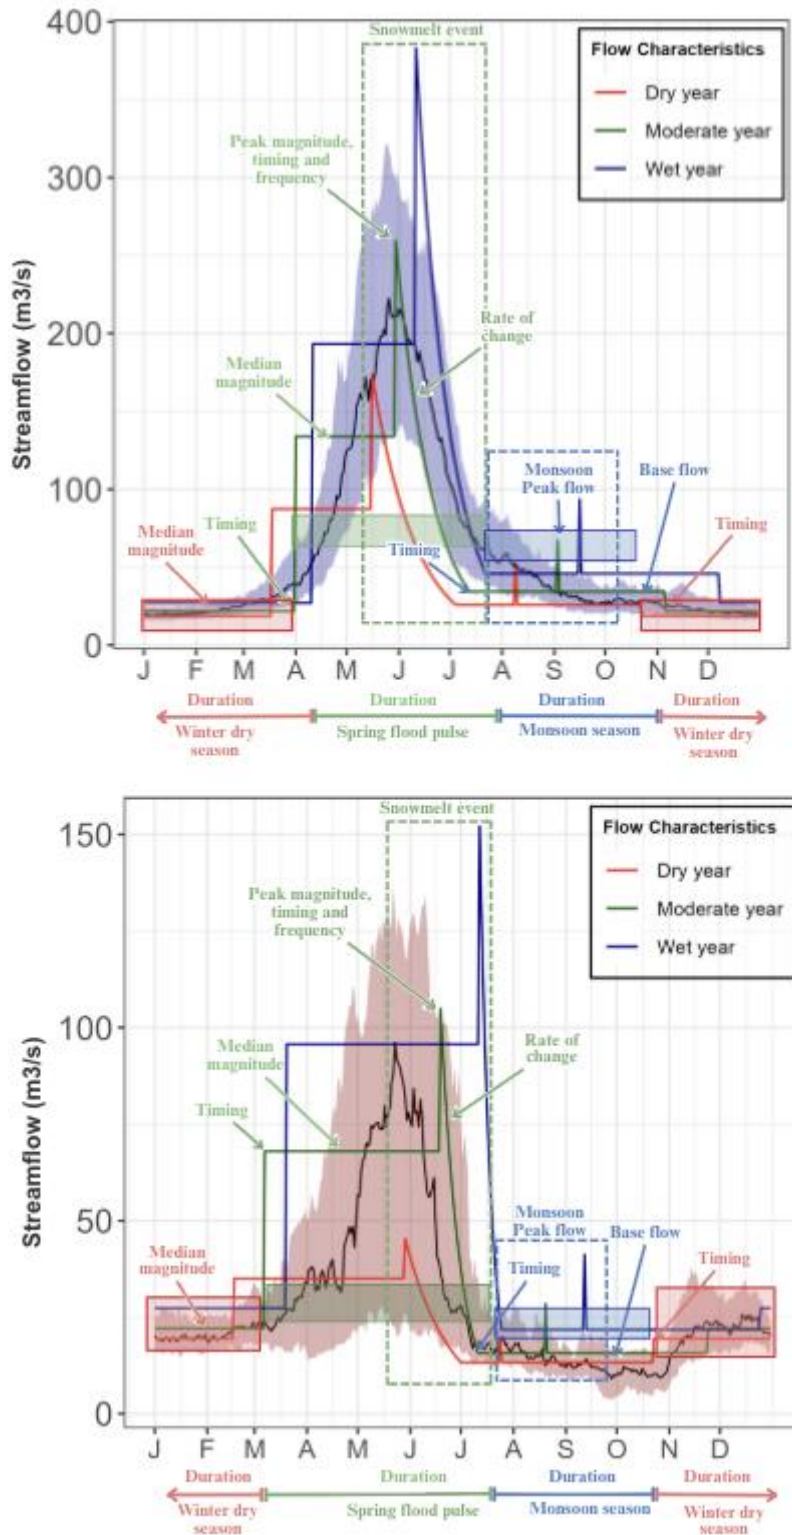 400
300
200
100
0
Streamflow (m3/s)
Snowmelt event
Flow Characteristics
Dry year
Moderate year
Wet year
Peak magnitude,
timing and
frequency
Rate of
change
Median
magnitude
Monsoon
Peak flow
Base flow
Median
magnitude
Timing
Timing
Timing
J F M A M J J A S O N D
Duration
Duration
Duration
Duration
Winter dry
season
Spring flood pulse
Monsoon season
Winter dry
season
150
100
50
0
Streamflow (m3/s)
Snowmelt event
Flow Characteristics
Dry year
Moderate year
Wet year
Peak magnitude,
timing and
frequency
Median
magnitude
Rate of
change
Timing
Monsoon
Peak flow
Base flow
Median
magnitude
Timing
Timing
J F M A M J J A S O N D
Duration
Duration
Duration
Duration
Winter dry
season
Spring flood pulse
Monsoon season
Winter dry
season